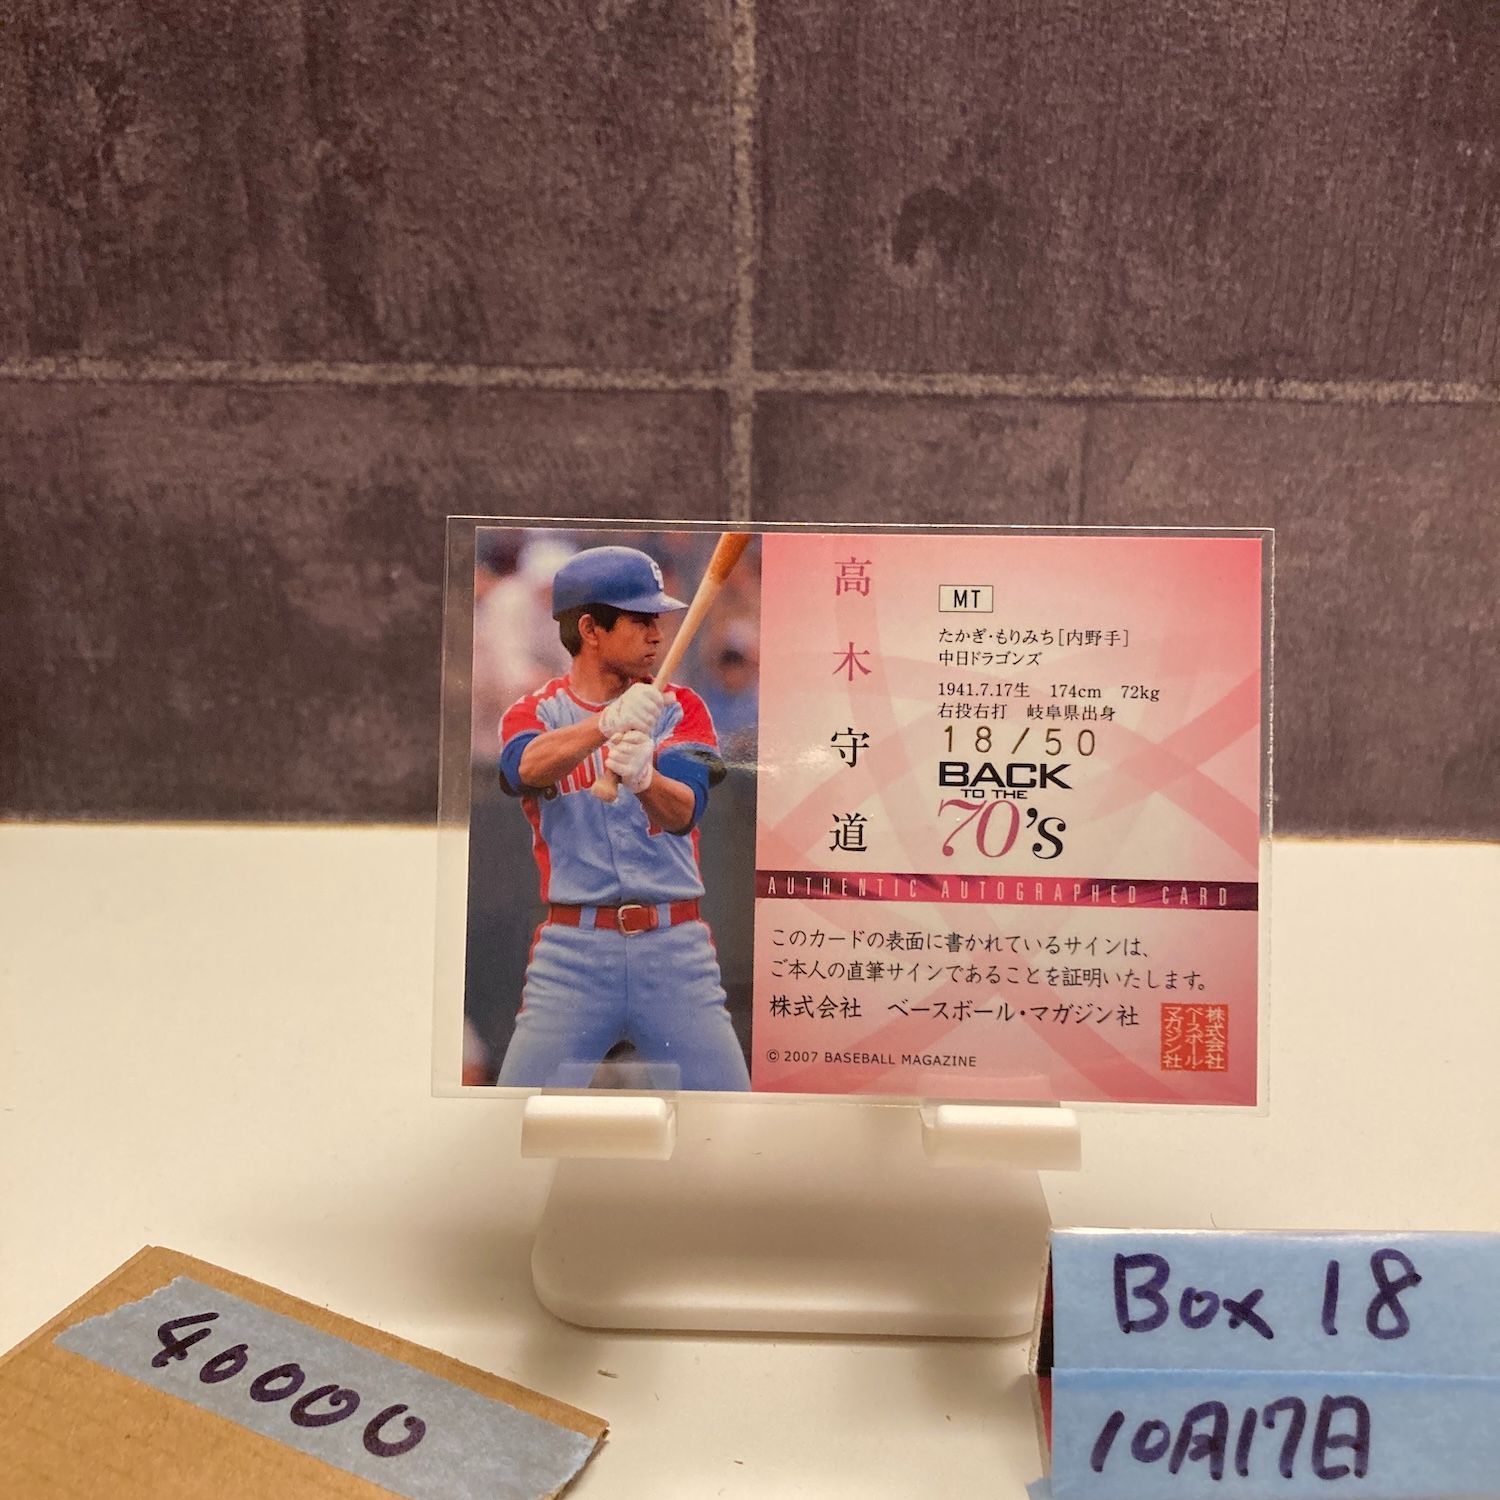 高木守道
MT
たかぎ・もりみち[内野手]
中日ドラゴンズ
1941.7.17生 174cm 72kg
右投右打 岐阜県出身
18/50
BACK
TO THE
70'S
AUTHENTIC AUTOGRAPHED CARD
このカードの表面に書かれているサインは、
ご本人の直筆サインであることを証明いたします。
株式会社 ベースボール・マガジン社
株式会社
ベースボール・
マガジン社
© 2007 BASEBALL MAGAZINE
40000
Box 18
10月17日